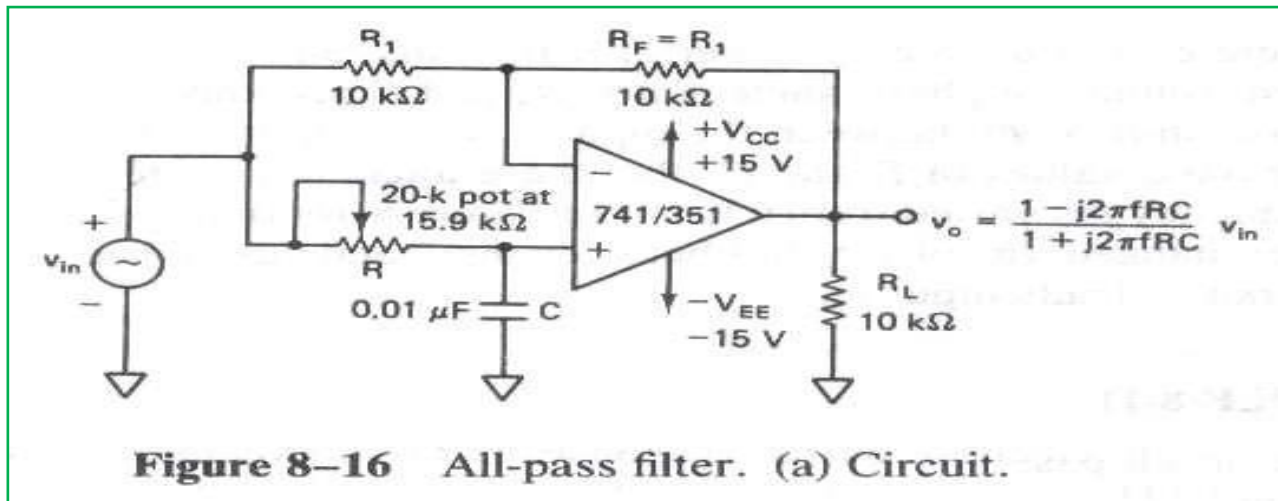 R₁
10 kΩ
R_F = R₁
10 kΩ
+V_CC
+15 V
20-k pot at
15.9 kΩ
R
−
+
741/351
v_o = (1 − j2πfRC) / (1 + j2πfRC) v_in
+
v_in
−
0.01 μF
C
−V_EE
−15 V
R_L
10 kΩ
Figure 8–16 All-pass filter. (a) Circuit.